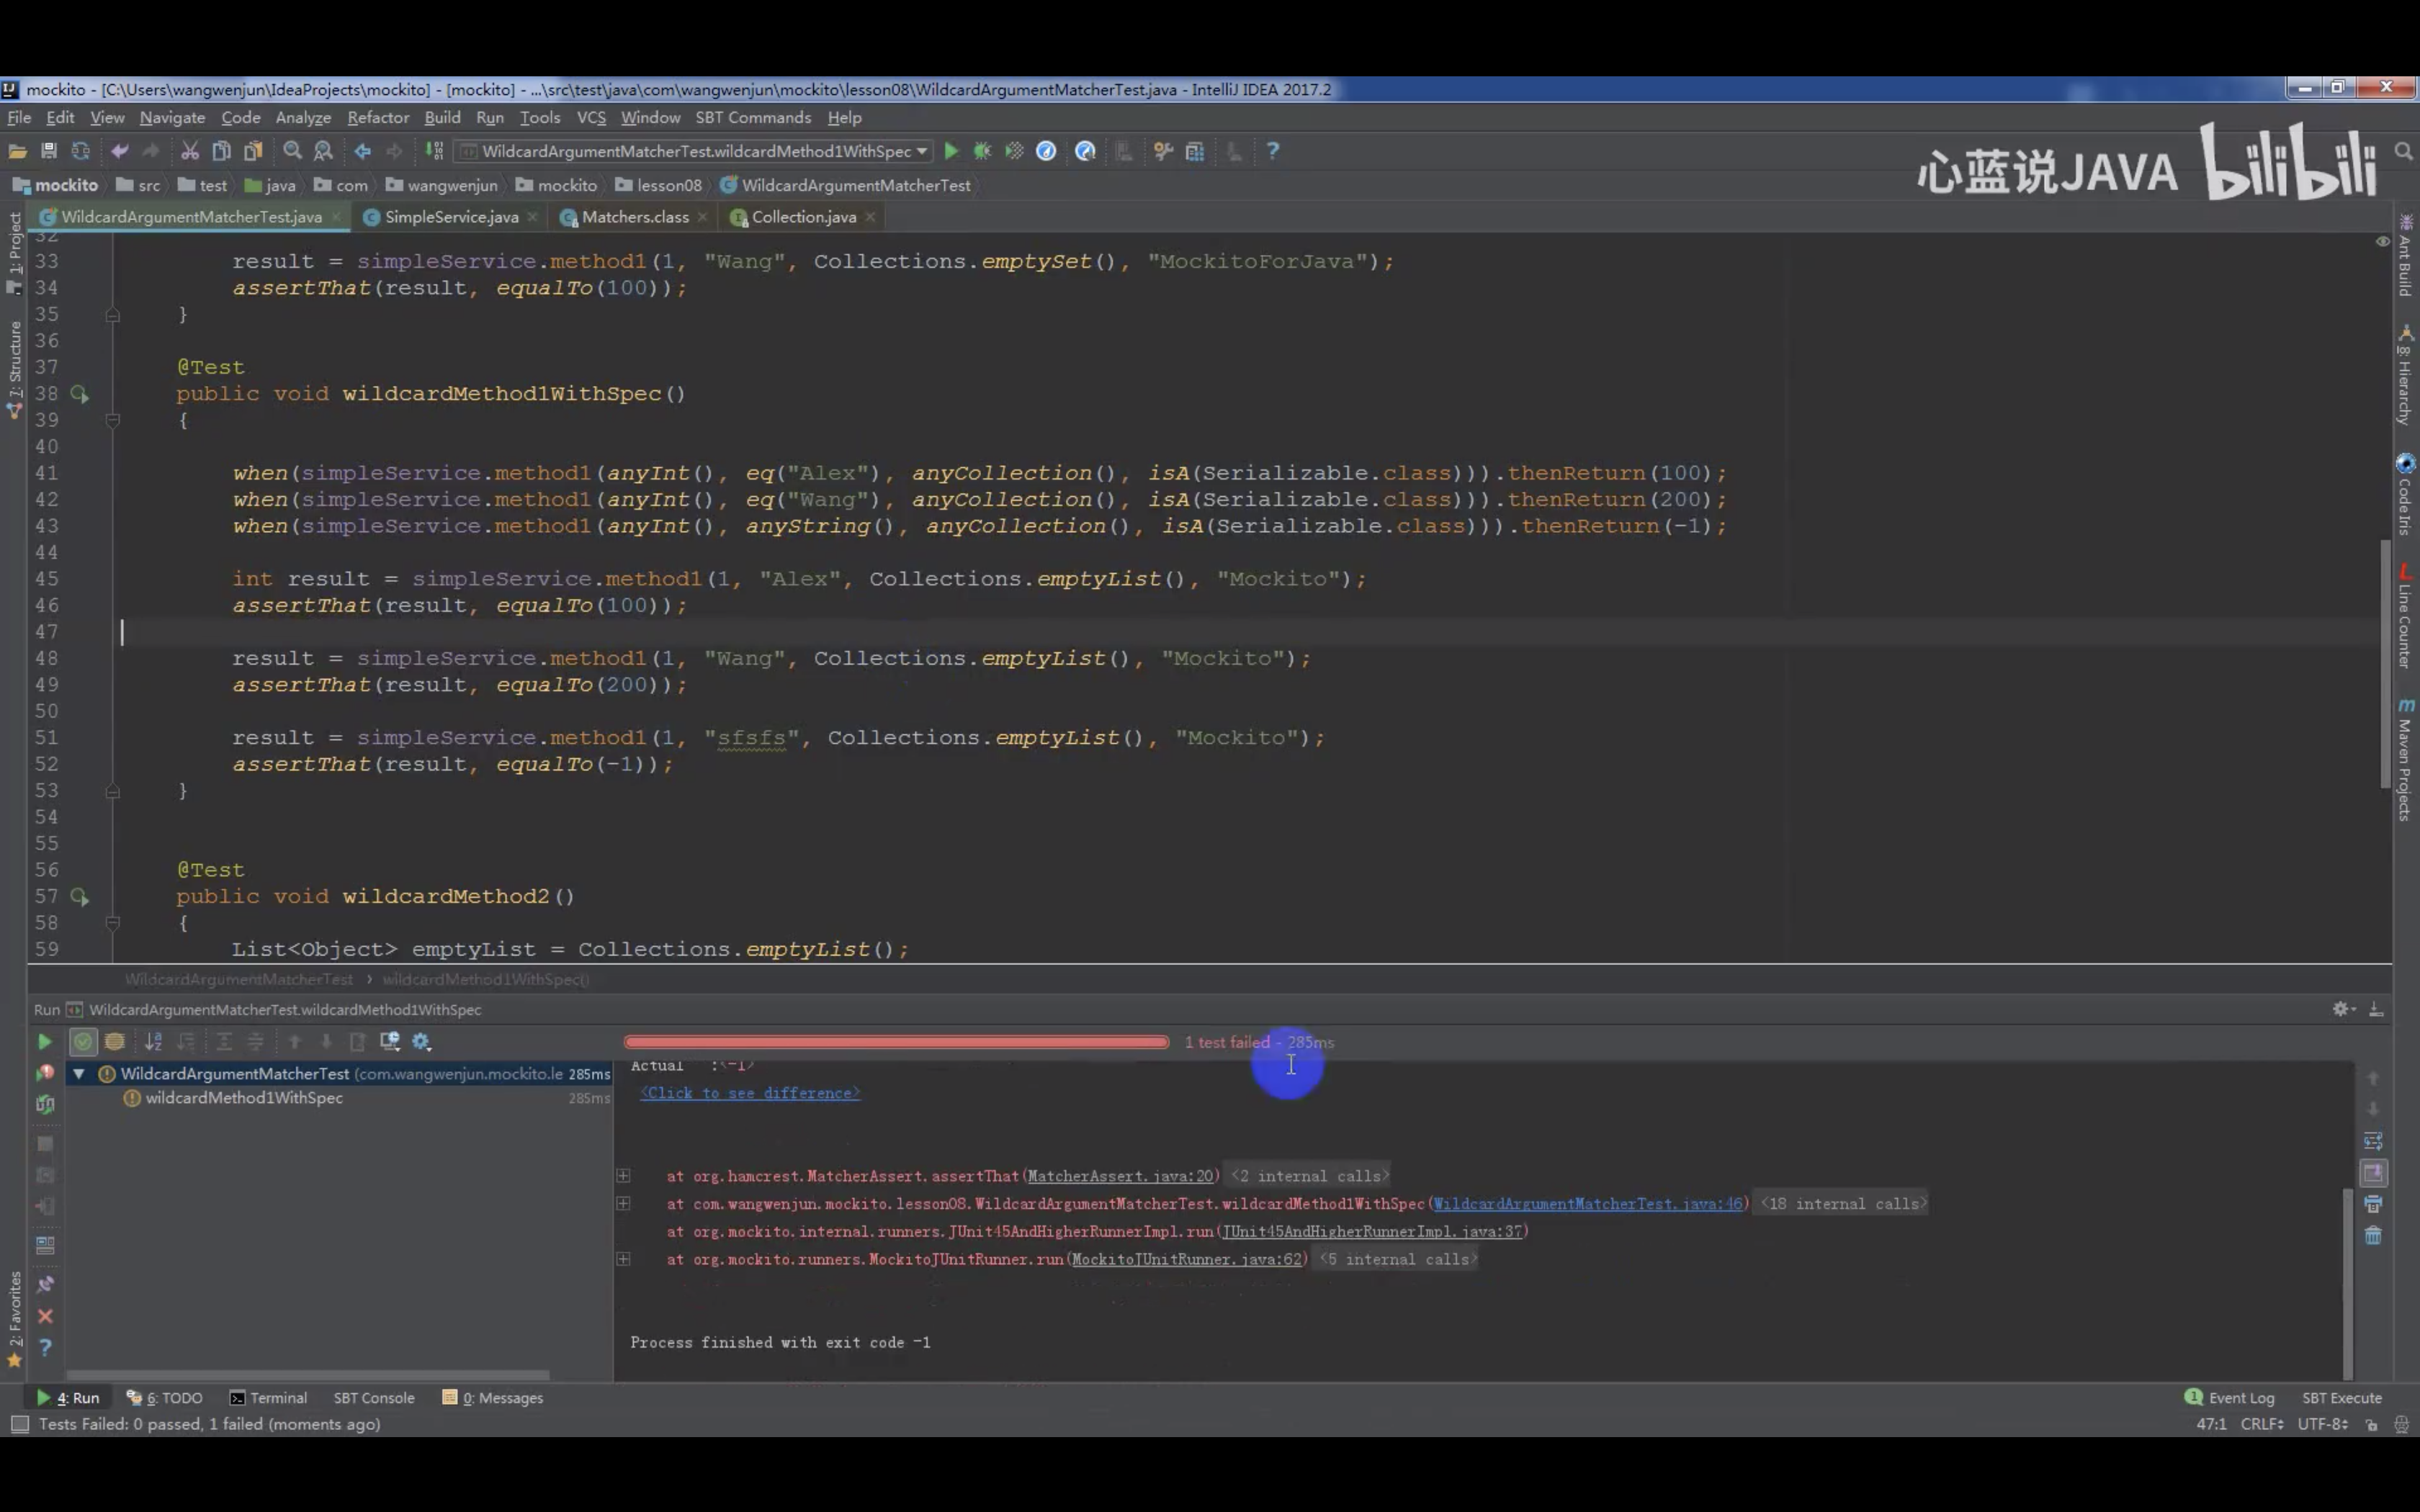 mockito - [C:\Users\wangwenjun\IdeaProjects\mockito] - [mockito] - ...\src\test\java\com\wangwenjun\mockito\lesson08\WildcardArgumentMatcherTest.java - IntelliJ IDEA 2017.2
File Edit View Navigate Code Analyze Refactor Build Run Tools VCS Window SBT Commands Help
WildcardArgumentMatcherTest.wildcardMethod1WithSpec
心蓝说JAVA bilibili
mockito src test java com wangwenjun mockito lesson08 WildcardArgumentMatcherTest
WildcardArgumentMatcherTest.java SimpleService.java Matchers.class Collection.java
1: Project
7: Structure
2: Favorites
Ant Build
8: Hierarchy
Code Iris
Line Counter
Maven Projects
32
33 result = simpleService.method1(1, "Wang", Collections.emptySet(), "MockitoForJava");
34 assertThat(result, equalTo(100));
35 }
36
37 @Test
38 public void wildcardMethod1WithSpec()
39 {
40
41 when(simpleService.method1(anyInt(), eq("Alex"), anyCollection(), isA(Serializable.class))).thenReturn(100);
42 when(simpleService.method1(anyInt(), eq("Wang"), anyCollection(), isA(Serializable.class))).thenReturn(200);
43 when(simpleService.method1(anyInt(), anyString(), anyCollection(), isA(Serializable.class))).thenReturn(-1);
44
45 int result = simpleService.method1(1, "Alex", Collections.emptyList(), "Mockito");
46 assertThat(result, equalTo(100));
47
48 result = simpleService.method1(1, "Wang", Collections.emptyList(), "Mockito");
49 assertThat(result, equalTo(200));
50
51 result = simpleService.method1(1, "sfsfs", Collections.emptyList(), "Mockito");
52 assertThat(result, equalTo(-1));
53 }
54
55
56 @Test
57 public void wildcardMethod2()
58 {
59 List<Object> emptyList = Collections.emptyList();
WildcardArgumentMatcherTest › wildcardMethod1WithSpec()
Run WildcardArgumentMatcherTest.wildcardMethod1WithSpec
1 test failed - 285ms
WildcardArgumentMatcherTest (com.wangwenjun.mockito.le 285ms
wildcardMethod1WithSpec 285ms
Actual :<-1>
<Click to see difference>
at org.hamcrest.MatcherAssert.assertThat(MatcherAssert.java:20) <2 internal calls>
at com.wangwenjun.mockito.lesson08.WildcardArgumentMatcherTest.wildcardMethod1WithSpec(WildcardArgumentMatcherTest.java:46) <18 internal calls>
at org.mockito.internal.runners.JUnit45AndHigherRunnerImpl.run(JUnit45AndHigherRunnerImpl.java:37)
at org.mockito.runners.MockitoJUnitRunner.run(MockitoJUnitRunner.java:62) <5 internal calls>
Process finished with exit code -1
4: Run 6: TODO Terminal SBT Console 0: Messages 1 Event Log SBT Execute
Tests Failed: 0 passed, 1 failed (moments ago) 47:1 CRLF UTF-8